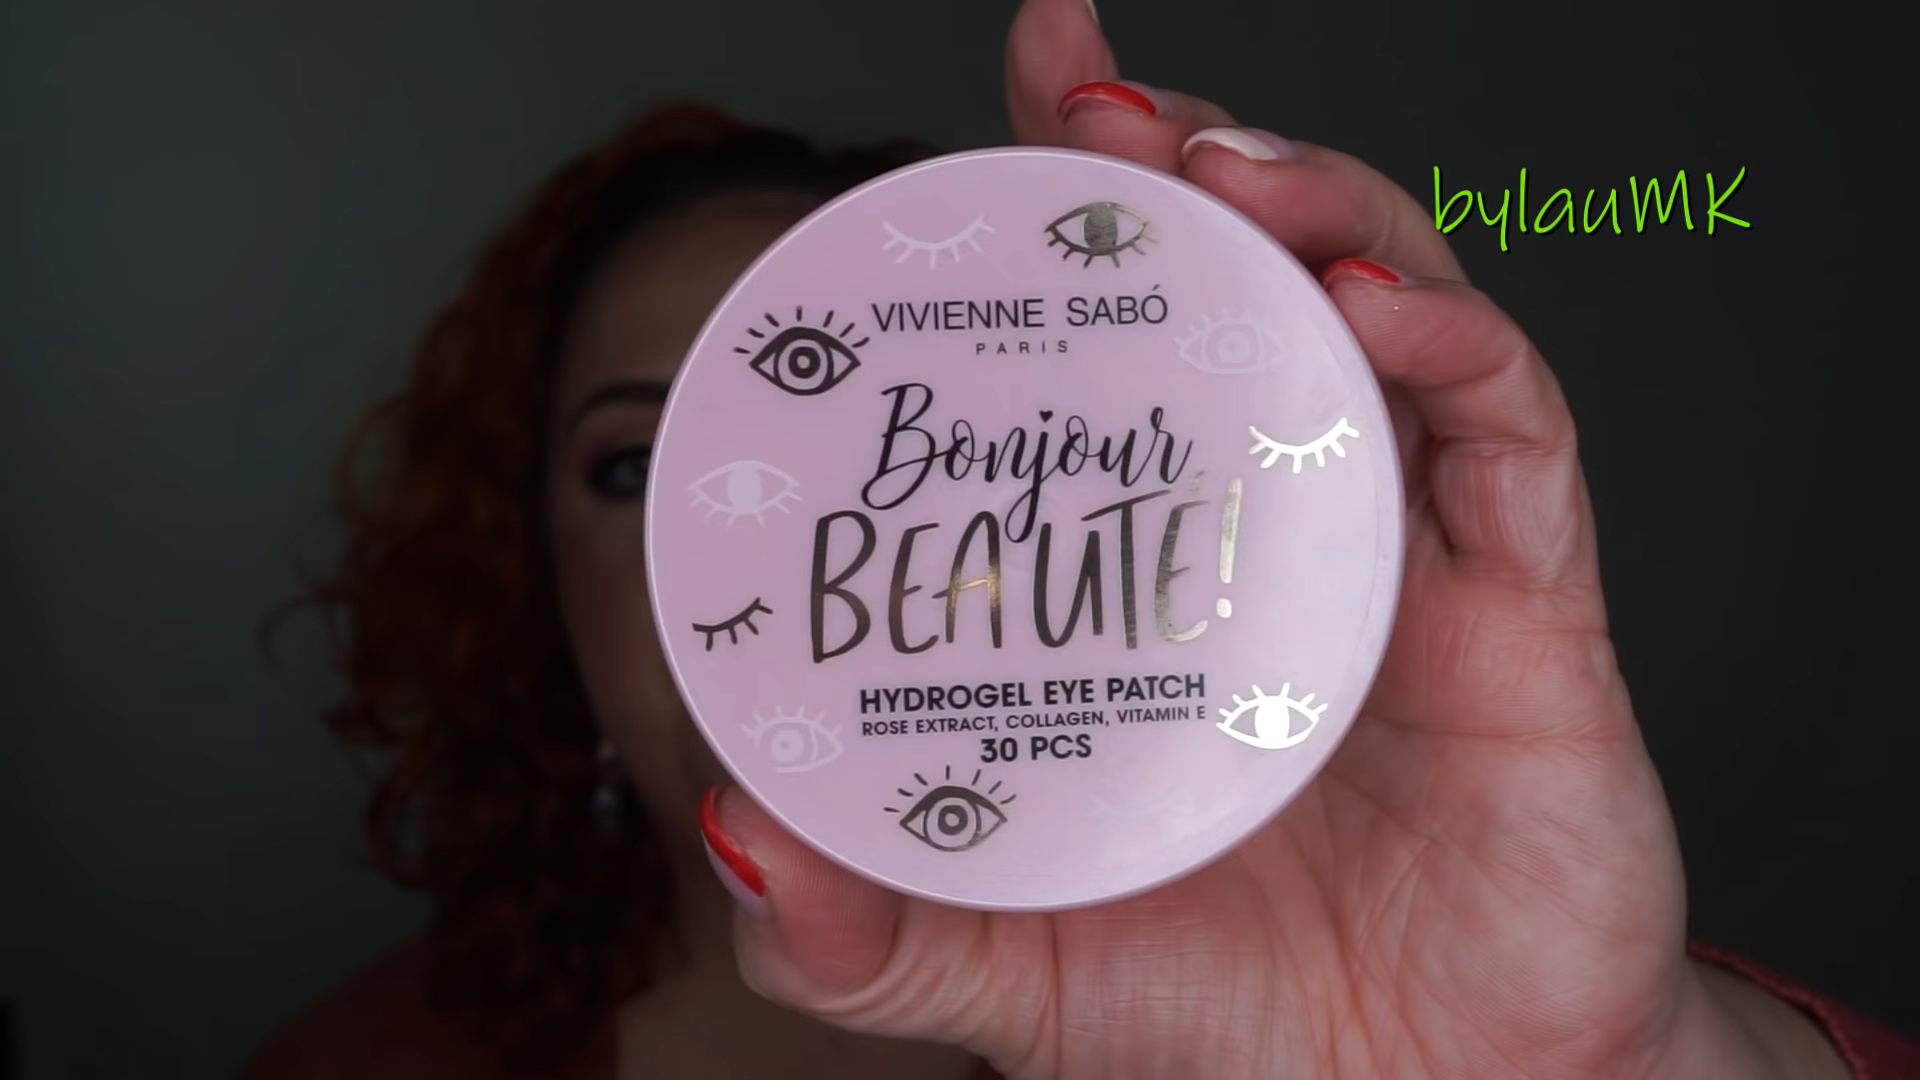 bylauMK
VIVIENNE SABÓ
PARIS
Bonjour
BEAUTÉ!
HYDROGEL EYE PATCH
ROSE EXTRACT, COLLAGEN, VITAMIN E
30 PCS